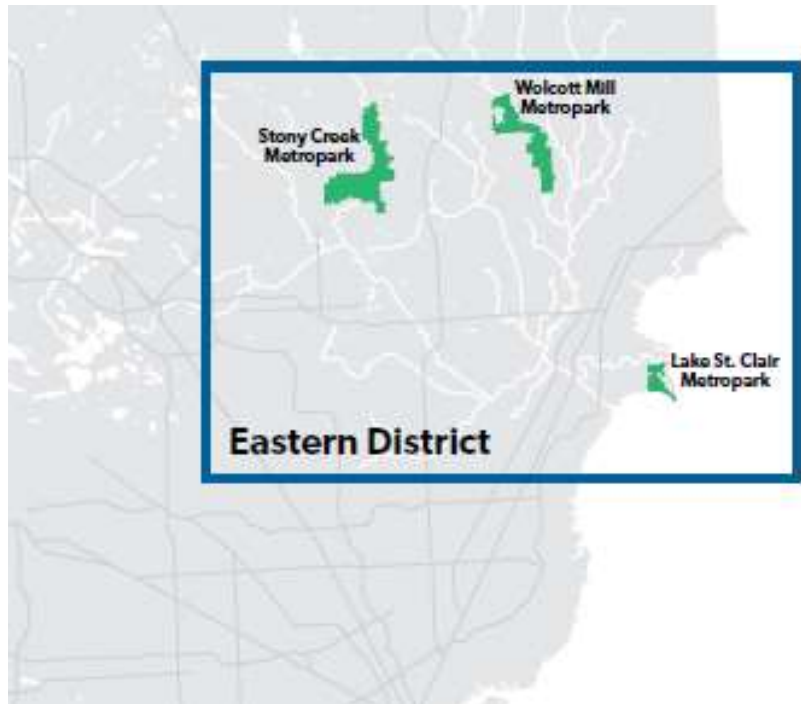 Wolcott Mill
Metropark
Stony Creek
Metropark
Lake St. Clair
Metropark
Eastern District